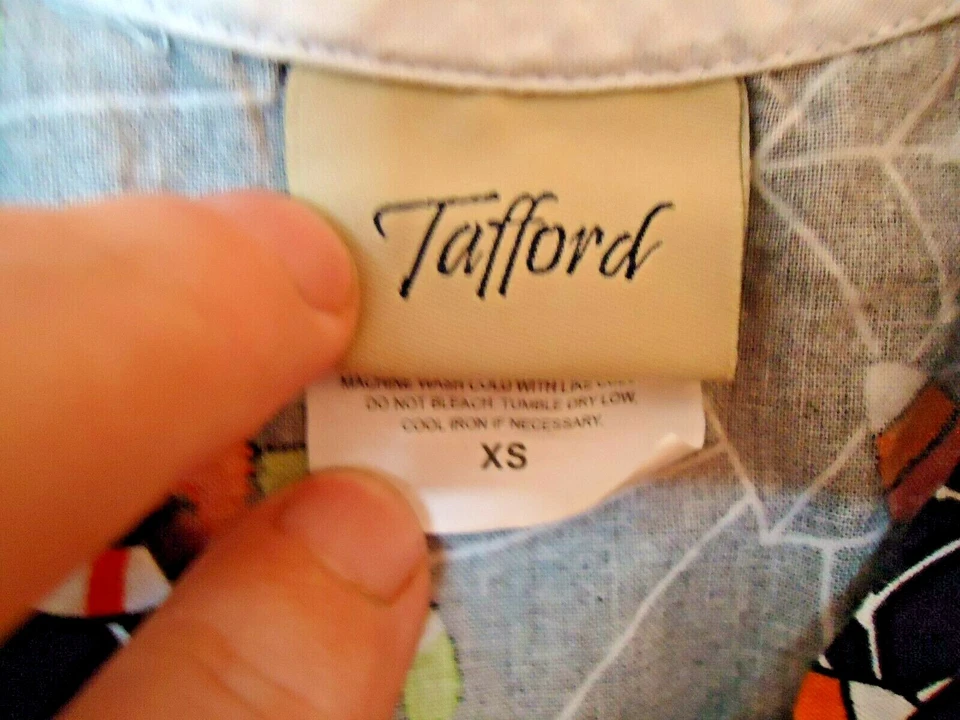 Tafford
MACHINE WASH COLD WITH LIKE
DO NOT BLEACH. TUMBLE DRY LOW.
COOL IRON IF NECESSARY.
XS